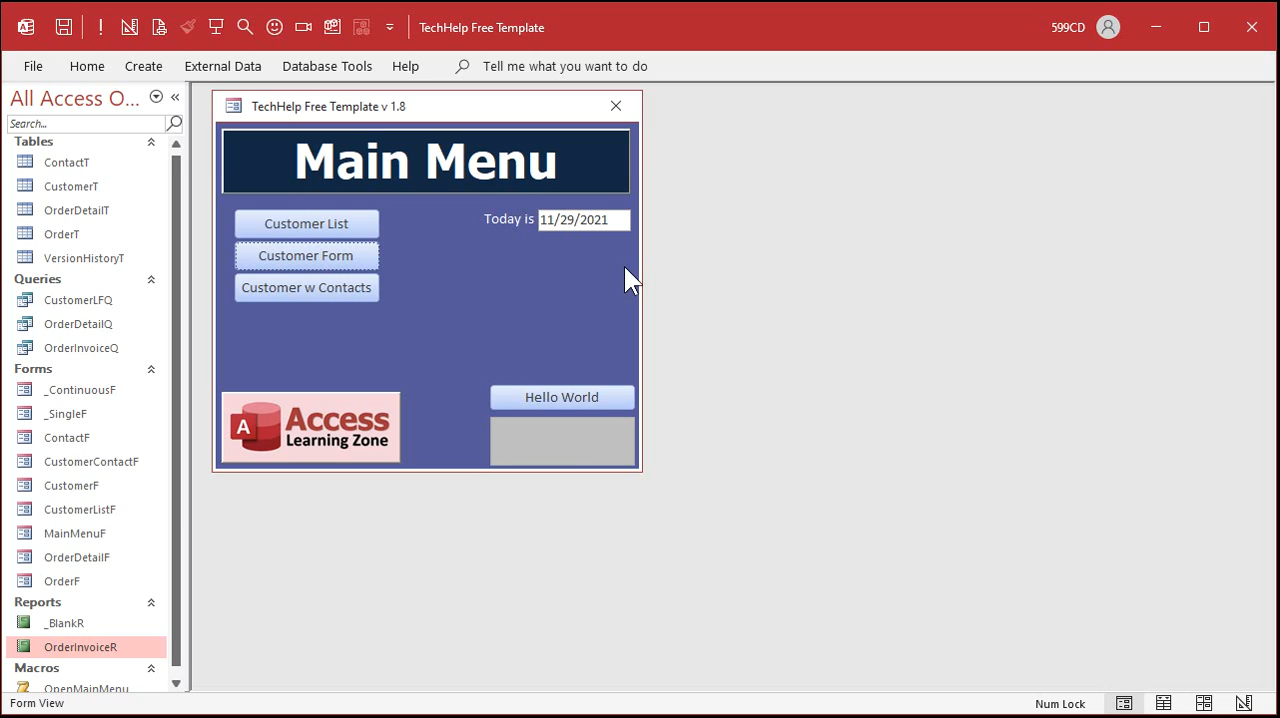 TechHelp Free Template
599CD
File Home Create External Data Database Tools Help Tell me what you want to do
All Access O...
Search...
Tables
ContactT
CustomerT
OrderDetailT
OrderT
VersionHistoryT
Queries
CustomerLFQ
OrderDetailQ
OrderInvoiceQ
Forms
_ContinuousF
_SingleF
ContactF
CustomerContactF
CustomerF
CustomerListF
MainMenuF
OrderDetailF
OrderF
Reports
_BlankR
OrderInvoiceR
Macros
OpenMainMenu
TechHelp Free Template v 1.8
Main Menu
Customer List
Today is 11/29/2021
Customer Form
Customer w Contacts
Hello World
A Access
Learning Zone
Form View
Num Lock